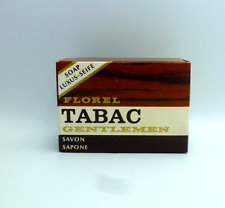 SOAP
LUXUS-SEIFE
FLOREL
TABAC
GENTLEMEN
SAVON
SAPONE